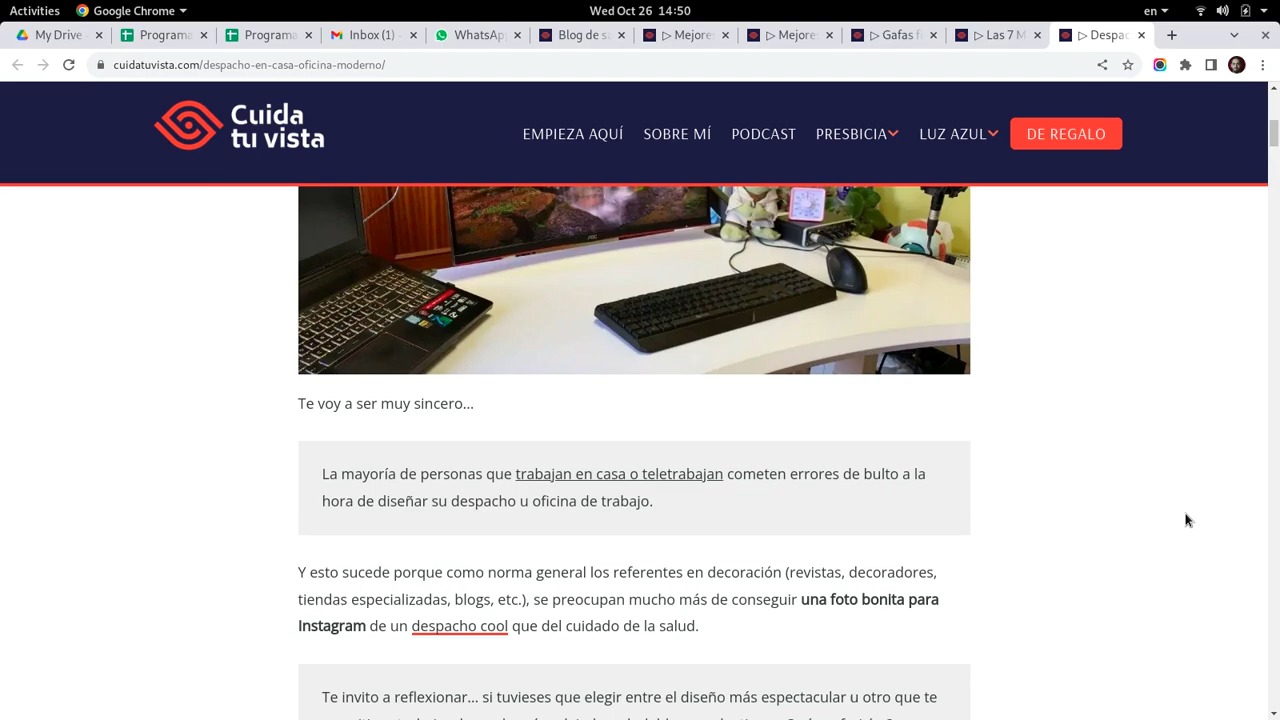 Activities
Google Chrome
Wed Oct 26 14:50
en
My Drive -
Programa
Programa
Inbox (1) -
WhatsApp
Blog de sa
▷ Mejores
▷ Mejores
▷ Gafas f
▷ Las 7 M
▷ Despac
cuidatuvista.com/despacho-en-casa-oficina-moderno/
Cuida
tu vista
EMPIEZA AQUÍ
SOBRE MÍ
PODCAST
PRESBICIA
LUZ AZUL
DE REGALO
Te voy a ser muy sincero…
La mayoría de personas que trabajan en casa o teletrabajan cometen errores de bulto a la
hora de diseñar su despacho u oficina de trabajo.
Y esto sucede porque como norma general los referentes en decoración (revistas, decoradores,
tiendas especializadas, blogs, etc.), se preocupan mucho más de conseguir una foto bonita para
Instagram de un despacho cool que del cuidado de la salud.
Te invito a reflexionar… si tuvieses que elegir entre el diseño más espectacular u otro que te